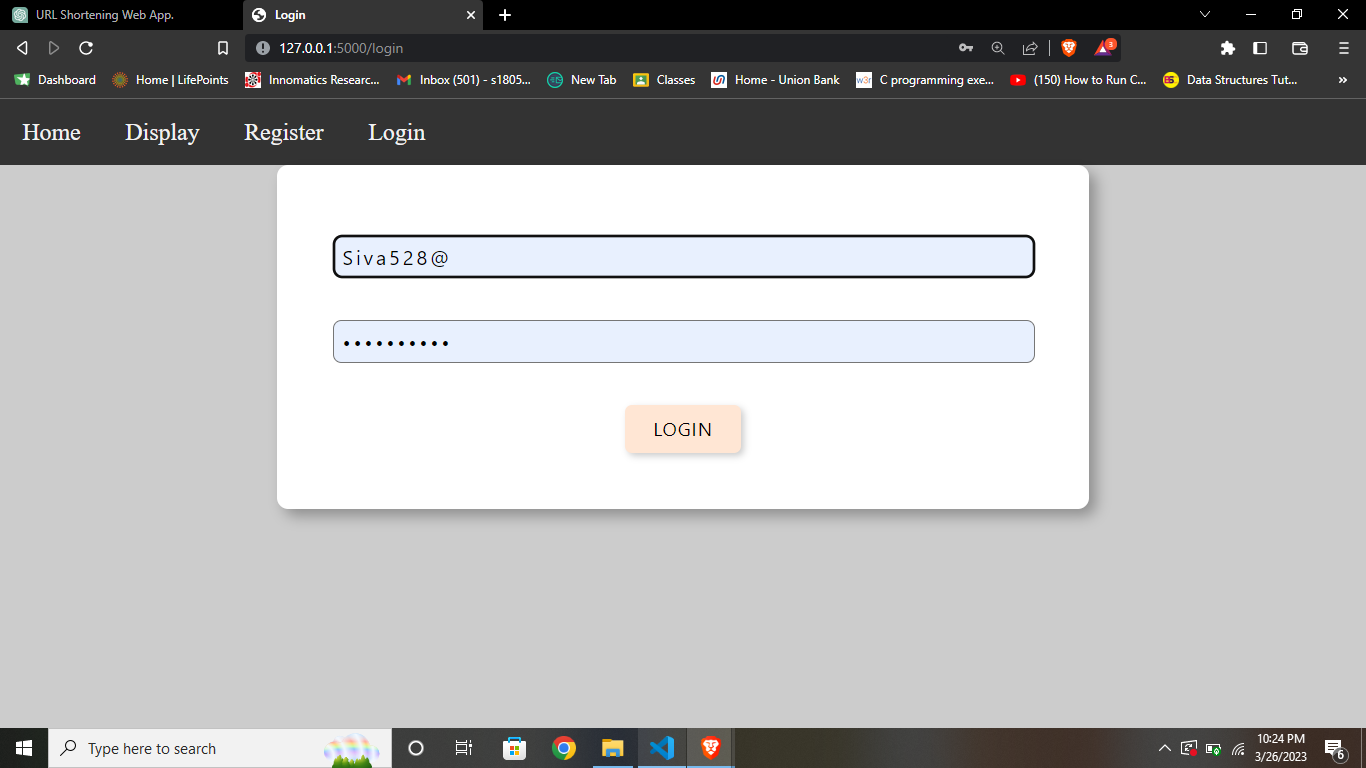 URL Shortening Web App.
Login
127.0.0.1:5000/login
3
Dashboard
Home | LifePoints
Innomatics Researc...
Inbox (501) - s1805...
New Tab
Classes
Home - Union Bank
C programming exe...
(150) How to Run C...
Data Structures Tut...
»
Home Display Register Login
Siva528@
••••••••••
LOGIN
Type here to search
10:24 PM
3/26/2023
6